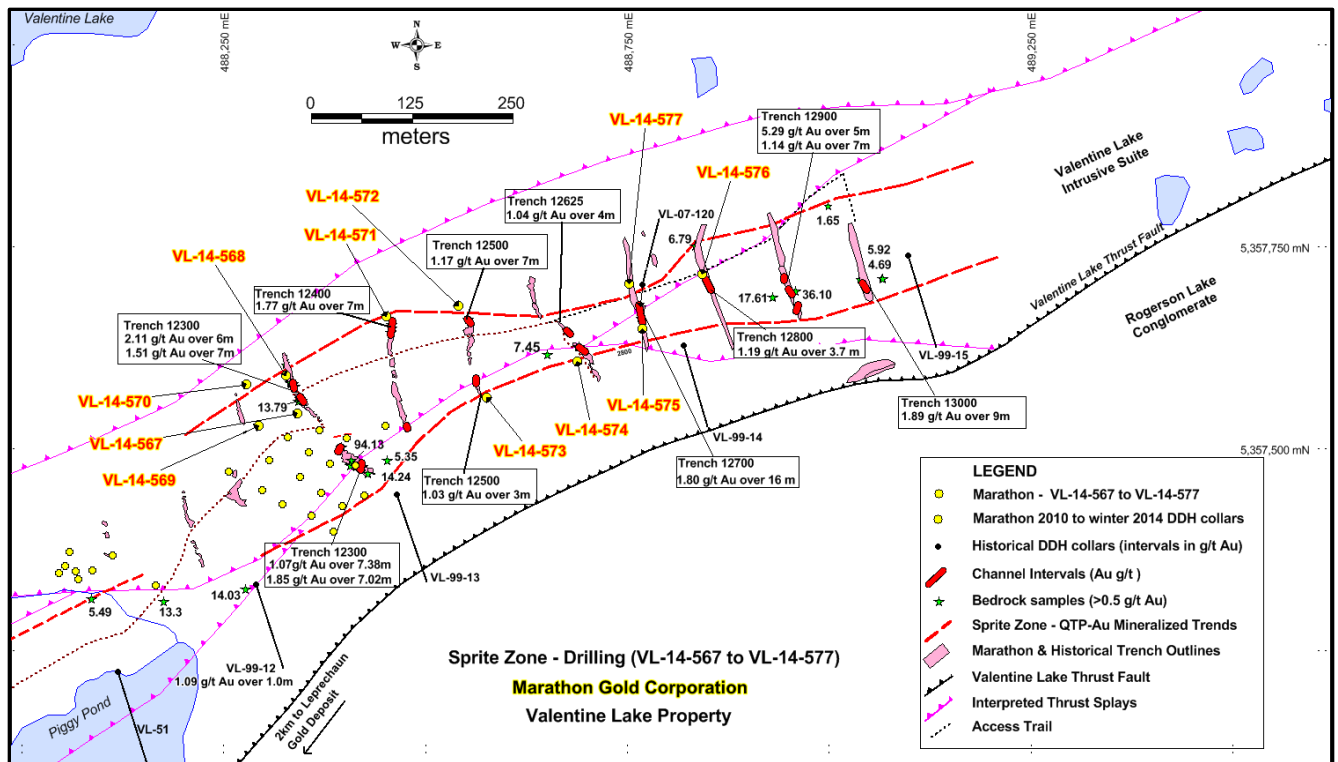 Valentine Lake
N
W
E
S
488,250 mE
488,750 mE
489,250 mE
0
125
250
meters
VL-14-577
Trench 12900
5.29 g/t Au over 5m
1.14 g/t Au over 7m
Valentine Lake
Intrusive Suite
VL-14-572
VL-14-576
Trench 12625
1.04 g/t Au over 4m
VL-07-120
1.65
VL-14-571
Trench 12500
1.17 g/t Au over 7m
6.79
5.92
4.69
5,357,750 mN
VL-14-568
Valentine Lake Thrust Fault
Rogerson Lake
Conglomerate
Trench 12400
1.77 g/t Au over 7m
17.61
36.10
Trench 12300
2.11 g/t Au over 6m
1.51 g/t Au over 7m
7.45
2800
Trench 12800
1.19 g/t Au over 3.7 m
VL-99-15
VL-14-570
13.79
VL-14-575
Trench 13000
1.89 g/t Au over 9m
VL-14-574
VL-99-14
VL-14-567
94.13
VL-14-573
5.35
5,357,500 mN
VL-14-569
14.24
Trench 12500
1.03 g/t Au over 3m
Trench 12700
1.80 g/t Au over 16 m
Trench 12300
1.07g/t Au over 7.38m
1.85 g/t Au over 7.02m
VL-99-13
14.03
5.49
13.3
VL-99-12
1.09 g/t Au over 1.0m
Piggy Pond
VL-51
2km to Leprechaun
Gold Deposit
Sprite Zone - Drilling (VL-14-567 to VL-14-577)
Marathon Gold Corporation
Valentine Lake Property
LEGEND
Marathon - VL-14-567 to VL-14-577
Marathon 2010 to winter 2014 DDH collars
Historical DDH collars (intervals in g/t Au)
Channel Intervals (Au g/t )
Bedrock samples (>0.5 g/t Au)
Sprite Zone - QTP-Au Mineralized Trends
Marathon & Historical Trench Outlines
Valentine Lake Thrust Fault
Interpreted Thrust Splays
Access Trail